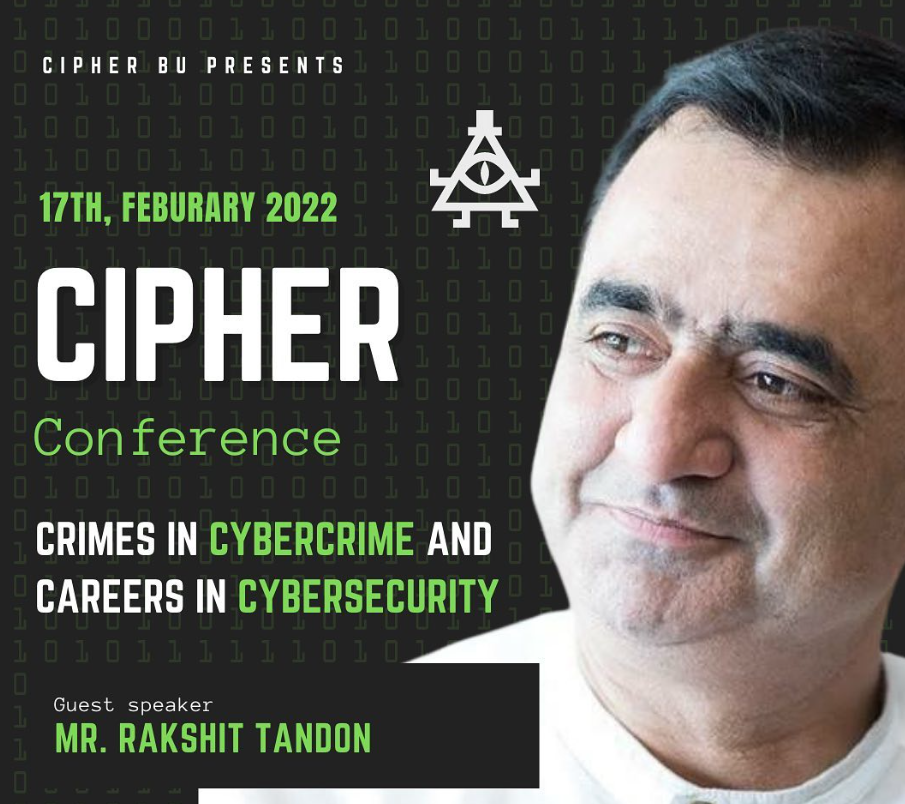 CIPHER BU PRESENTS
17TH, FEBURARY 2022
CIPHER
Conference
CRIMES IN CYBERCRIME AND
CAREERS IN CYBERSECURITY
Guest speaker
MR. RAKSHIT TANDON